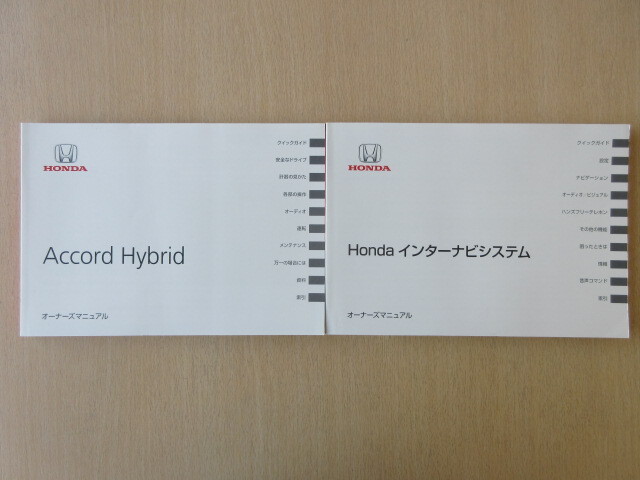 HONDA
クイックガイド
安全なドライブ
計器の見かた
各部の操作
オーディオ
運転
メンテナンス
万一の場合には
資料
索引
Accord Hybrid
オーナーズマニュアル
HONDA
クイックガイド
設定
ナビゲーション
オーディオ/ビジュアル
ハンズフリーテレホン
その他の機能
困ったときは
情報
音声コマンド
索引
Honda インターナビシステム
オーナーズマニュアル